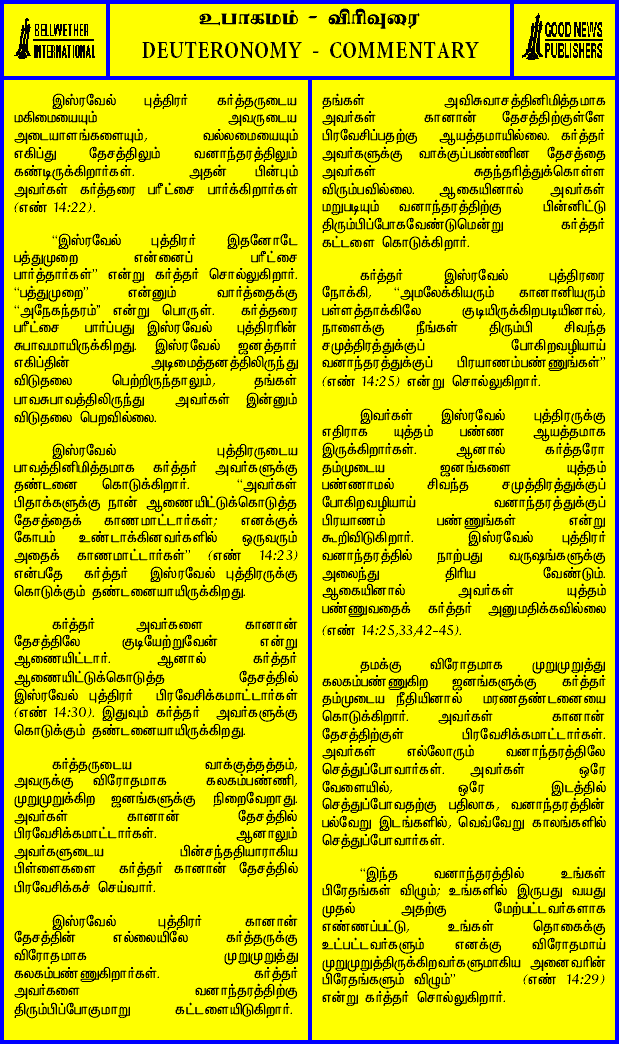 BELLWETHER
INTERNATIONAL
உபாகமம் - விரிவுரை
DEUTERONOMY - COMMENTARY
GOOD NEWS
PUBLISHERS
இஸ்ரவேல் புத்திரர் கர்த்தருடைய
மகிமையையும் அவருடைய
அடையாளங்களையும், வல்லமையையும்
எகிப்து தேசத்திலும் வனாந்தரத்திலும்
கண்டிருக்கிறார்கள். அதன் பின்பும்
அவர்கள் கர்த்தரை பரீட்சை பார்க்கிறார்கள்
(எண் 14:22).
“இஸ்ரவேல் புத்திரர் இதனோடே
பத்துமுறை என்னைப் பரீட்சை
பார்த்தார்கள்” என்று கர்த்தர் சொல்லுகிறார்.
“பத்துமுறை” என்னும் வார்த்தைக்கு
“அநேகந்தரம்” என்று பொருள். கர்த்தரை
பரீட்சை பார்ப்பது இஸ்ரவேல் புத்திரரின்
சுபாவமாயிருக்கிறது. இஸ்ரவேல் ஜனத்தார்
எகிப்தின் அடிமைத்தனத்திலிருந்து
விடுதலை பெற்றிருந்தாலும், தங்கள்
பாவசுபாவத்திலிருந்து அவர்கள் இன்னும்
விடுதலை பெறவில்லை.
இஸ்ரவேல் புத்திரருடைய
பாவத்தினிமித்தமாக கர்த்தர் அவர்களுக்கு
தண்டனை கொடுக்கிறார். “அவர்கள்
பிதாக்களுக்கு நான் ஆணையிட்டுக்கொடுத்த
தேசத்தைக் காணமாட்டார்கள்; எனக்குக்
கோபம் உண்டாக்கினவர்களில் ஒருவரும்
அதைக் காணமாட்டார்கள்” (எண் 14:23)
என்பதே கர்த்தர் இஸ்ரவேல் புத்திரருக்கு
கொடுக்கும் தண்டனையாயிருக்கிறது.
கர்த்தர் அவர்களை கானான்
தேசத்திலே குடியேற்றுவேன் என்று
ஆணையிட்டார். ஆனால் கர்த்தர்
ஆணையிட்டுக்கொடுத்த தேசத்தில்
இஸ்ரவேல் புத்திரர் பிரவேசிக்கமாட்டார்கள்
(எண் 14:30). இதுவும் கர்த்தர் அவர்களுக்கு
கொடுக்கும் தண்டனையாயிருக்கிறது.
கர்த்தருடைய வாக்குத்தத்தம்,
அவருக்கு விரோதமாக கலகம்பண்ணி,
முறுமுறுக்கிற ஜனங்களுக்கு நிறைவேறாது.
அவர்கள் கானான் தேசத்தில்
பிரவேசிக்கமாட்டார்கள். ஆனாலும்
அவர்களுடைய பின்சந்ததியாராகிய
பிள்ளைகளை கர்த்தர் கானான் தேசத்தில்
பிரவேசிக்கச் செய்வார்.
இஸ்ரவேல் புத்திரர் கானான்
தேசத்தின் எல்லையிலே கர்த்தருக்கு
விரோதமாக முறுமுறுத்து
கலகம்பண்ணுகிறார்கள். கர்த்தர்
அவர்களை வனாந்தரத்திற்கு
திரும்பிப்போகுமாறு கட்டளையிடுகிறார்.
தங்கள் அவிசுவாசத்தினிமித்தமாக
அவர்கள் கானான் தேசத்திற்குள்ளே
பிரவேசிப்பதற்கு ஆயத்தமாயில்லை. கர்த்தர்
அவர்களுக்கு வாக்குப்பண்ணின தேசத்தை
அவர்கள் சுதந்தரித்துக்கொள்ள
விரும்பவில்லை. ஆகையினால் அவர்கள்
மறுபடியும் வனாந்தரத்திற்கு பின்னிட்டு
திரும்பிப்போகவேண்டுமென்று கர்த்தர்
கட்டளை கொடுக்கிறார்.
கர்த்தர் இஸ்ரவேல் புத்திரரை
நோக்கி, “அமலேக்கியரும் கானானியரும்
பள்ளத்தாக்கிலே குடியிருக்கிறபடியினால்,
நாளைக்கு நீங்கள் திரும்பி சிவந்த
சமுத்திரத்துக்குப் போகிறவழியாய்
வனாந்தரத்துக்குப் பிரயாணம்பண்ணுங்கள்”
(எண் 14:25) என்று சொல்லுகிறார்.
இவர்கள் இஸ்ரவேல் புத்திரருக்கு
எதிராக யுத்தம் பண்ண ஆயத்தமாக
இருக்கிறார்கள். ஆனால் கர்த்தரோ
தம்முடைய ஜனங்களை யுத்தம்
பண்ணாமல் சிவந்த சமுத்திரத்துக்குப்
போகிறவழியாய் வனாந்தரத்துக்குப்
பிரயாணம் பண்ணுங்கள் என்று
கூறிவிடுகிறார். இஸ்ரவேல் புத்திரர்
வனாந்தரத்தில் நாற்பது வருஷங்களுக்கு
அலைந்து திரிய வேண்டும்.
ஆகையினால் அவர்கள் யுத்தம்
பண்ணுவதைக் கர்த்தர் அனுமதிக்கவில்லை
(எண் 14:25,33,42-45).
தமக்கு விரோதமாக முறுமுறுத்து
கலகம்பண்ணுகிற ஜனங்களுக்கு கர்த்தர்
தம்முடைய நீதியினால் மரணதண்டனையை
கொடுக்கிறார். அவர்கள் கானான்
தேசத்திற்குள் பிரவேசிக்கமாட்டார்கள்.
அவர்கள் எல்லோரும் வனாந்தரத்திலே
செத்துப்போவார்கள். அவர்கள் ஒரே
வேளையில், ஒரே இடத்தில்
செத்துப்போவதற்கு பதிலாக, வனாந்தரத்தின்
பல்வேறு இடங்களில், வெவ்வேறு காலங்களில்
செத்துப்போவார்கள்.
“இந்த வனாந்தரத்தில் உங்கள்
பிரேதங்கள் விழும்; உங்களில் இருபது வயது
முதல் அதற்கு மேற்பட்டவர்களாக
எண்ணப்பட்டு, உங்கள் தொகைக்கு
உட்பட்டவர்களும் எனக்கு விரோதமாய்
முறுமுறுத்திருக்கிறவர்களுமாகிய அனைவரின்
பிரேதங்களும் விழும்” (எண் 14:29)
என்று கர்த்தர் சொல்லுகிறார்.